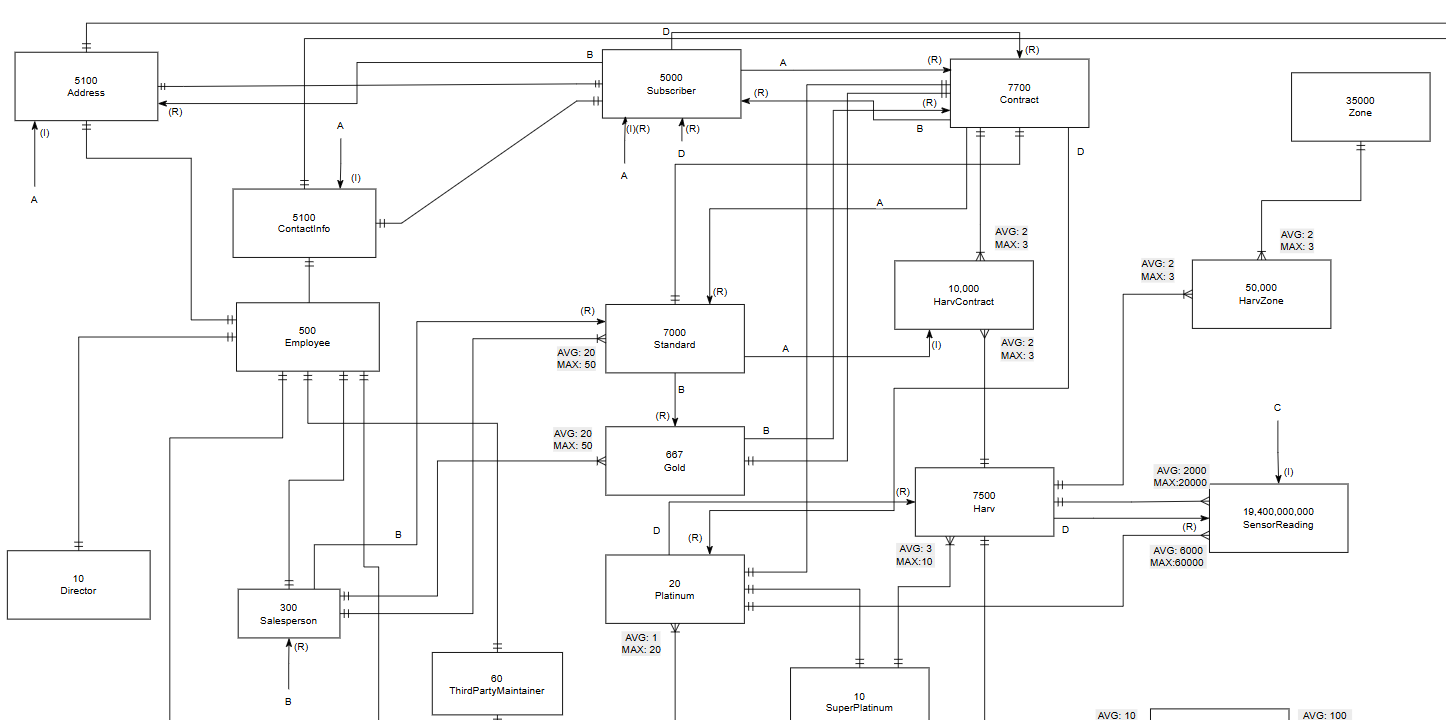 D
(R)
B
A
(R)
5100
Address
5000
Subscriber
7700
Contract
35000
Zone
(R)
(R)
(R)
(I)
A
(I)(R)
(R)
B
D
D
(I)
A
A
A
5100
ContactInfo
AVG: 2
MAX: 3
AVG: 2
MAX: 3
AVG: 2
MAX: 3
(R)
10,000
HarvContract
50,000
HarvZone
(R)
500
Employee
7000
Standard
A
(I)
AVG: 2
MAX: 3
AVG: 20
MAX: 50
B
(R)
C
AVG: 20
MAX: 50
B
667
Gold
AVG: 2000
MAX:20000
(I)
(R)
7500
Harv
19,400,000,000
SensorReading
B
D
(R)
D
(R)
AVG: 3
MAX:10
AVG: 6000
MAX:60000
10
Director
20
Platinum
300
Salesperson
(R)
AVG: 1
MAX: 20
60
ThirdPartyMaintainer
B
10
SuperPlatinum
AVG: 10
AVG: 100